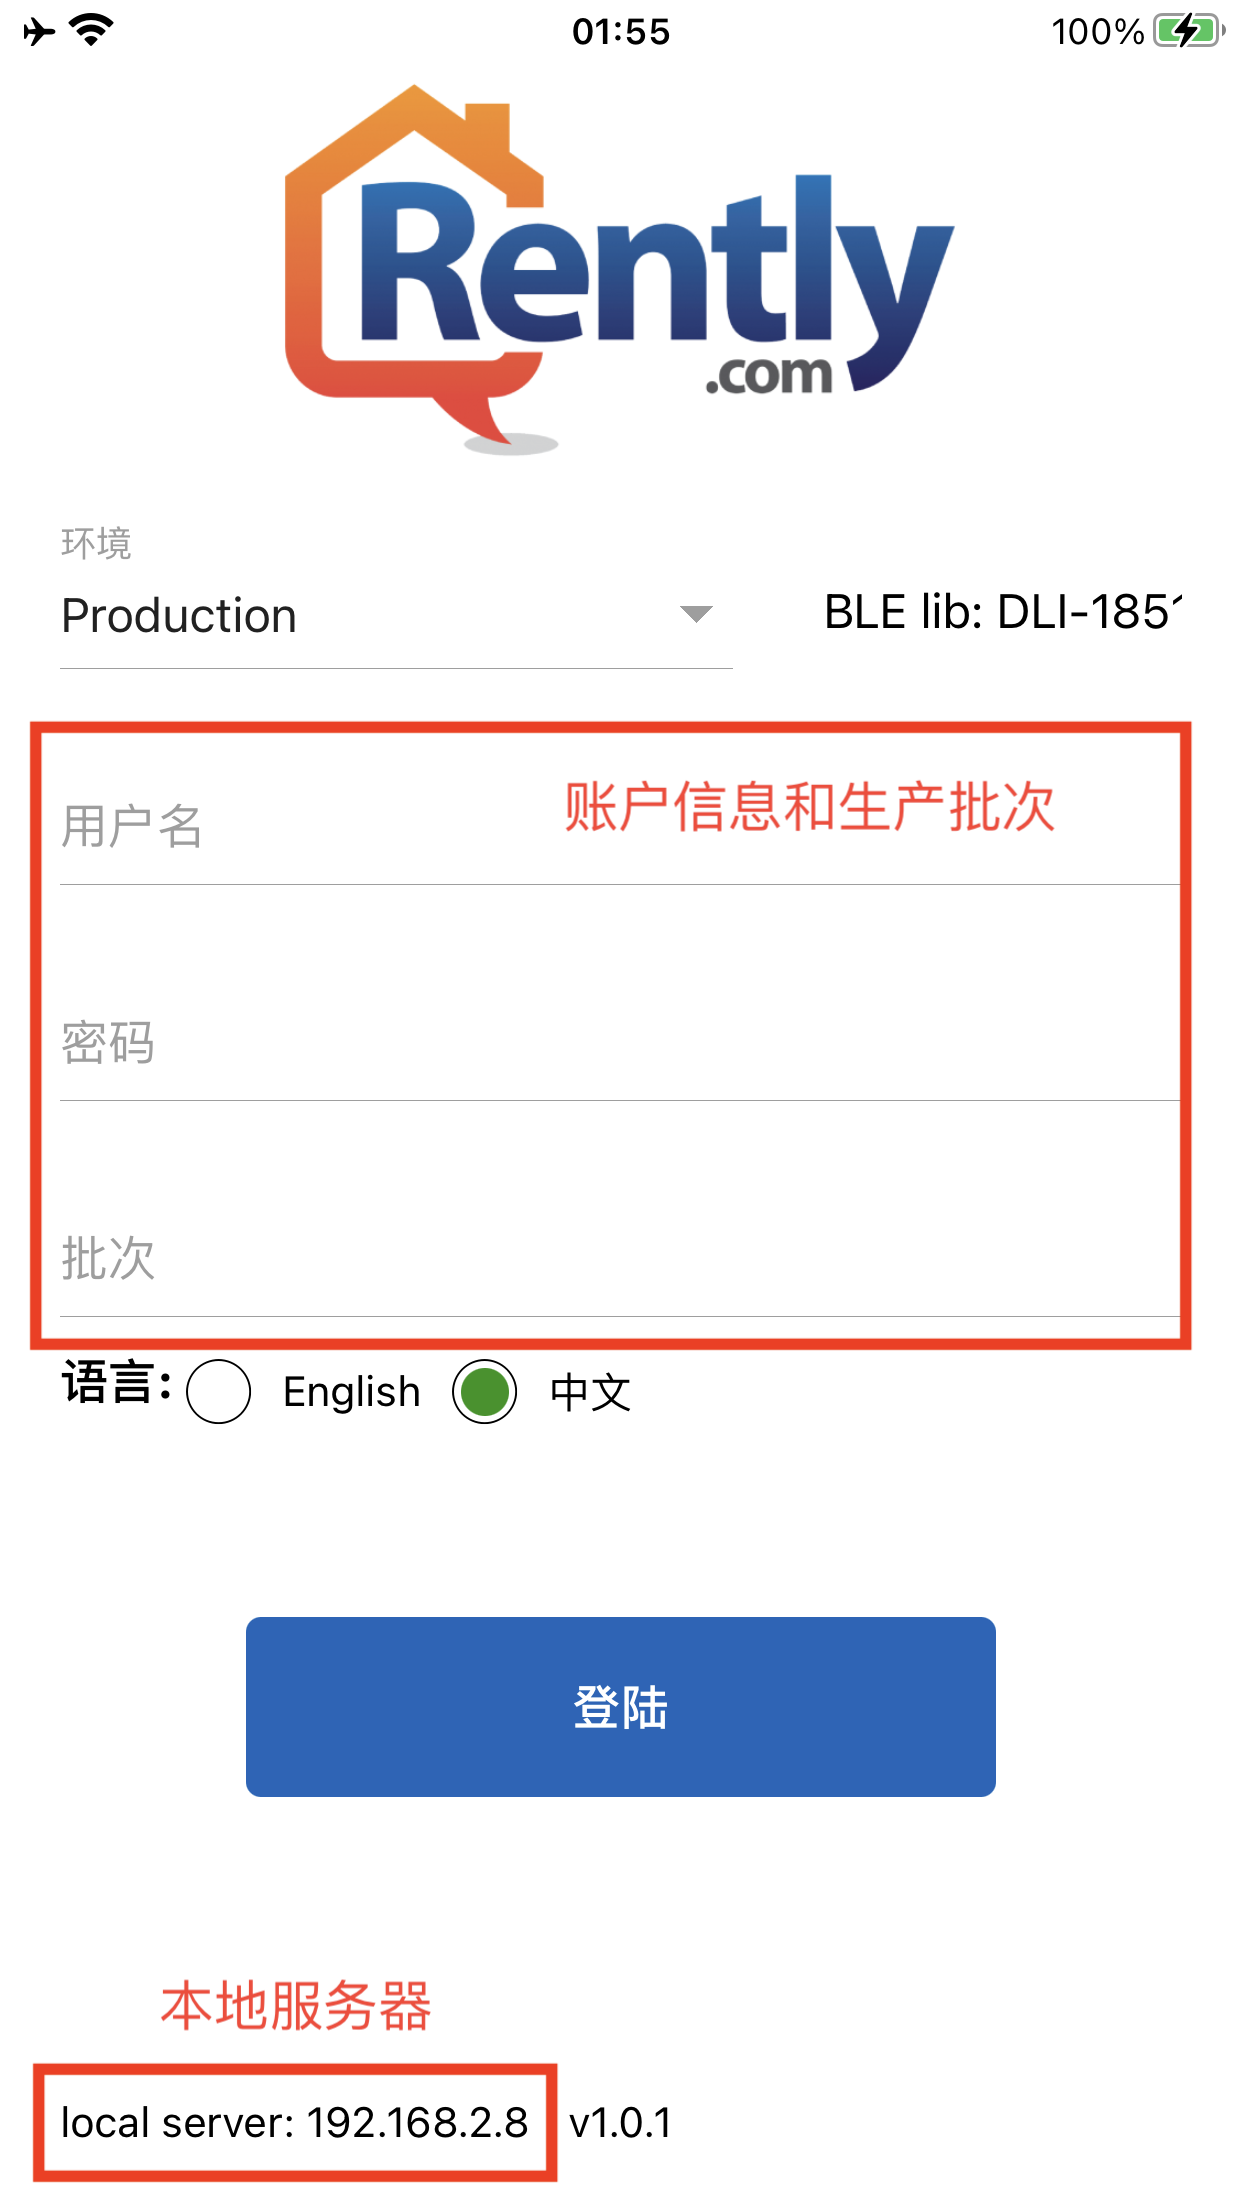 01:55
100%
Rently
.com
环境
Production
BLE lib: DLI-185
账户信息和生产批次
用户名
密码
批次
语言:
English
中文
登陆
本地服务器
local server: 192.168.2.8
v1.0.1